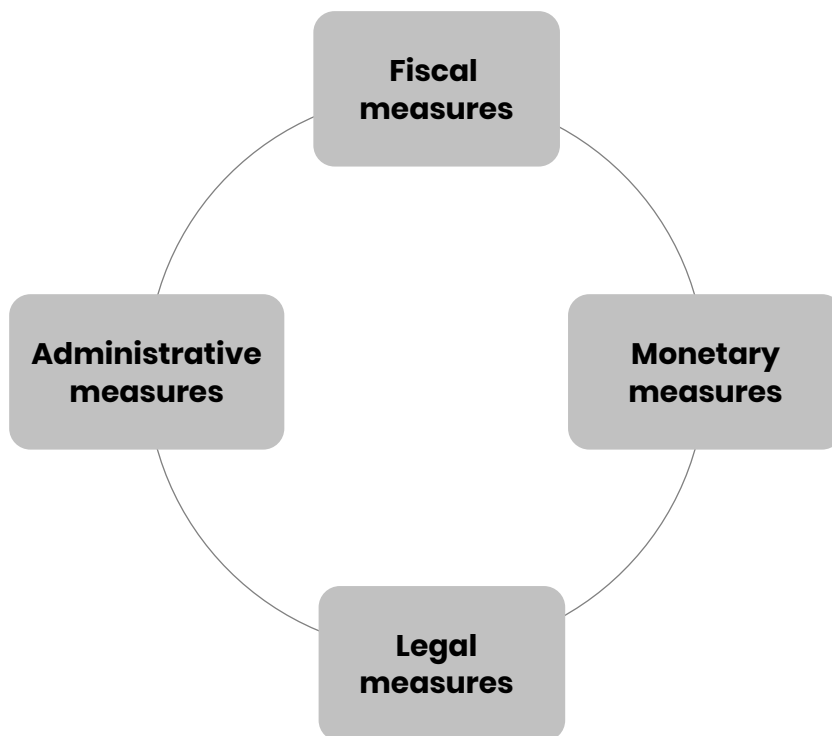 Fiscal
measures
Administrative
measures
Monetary
measures
Legal
measures